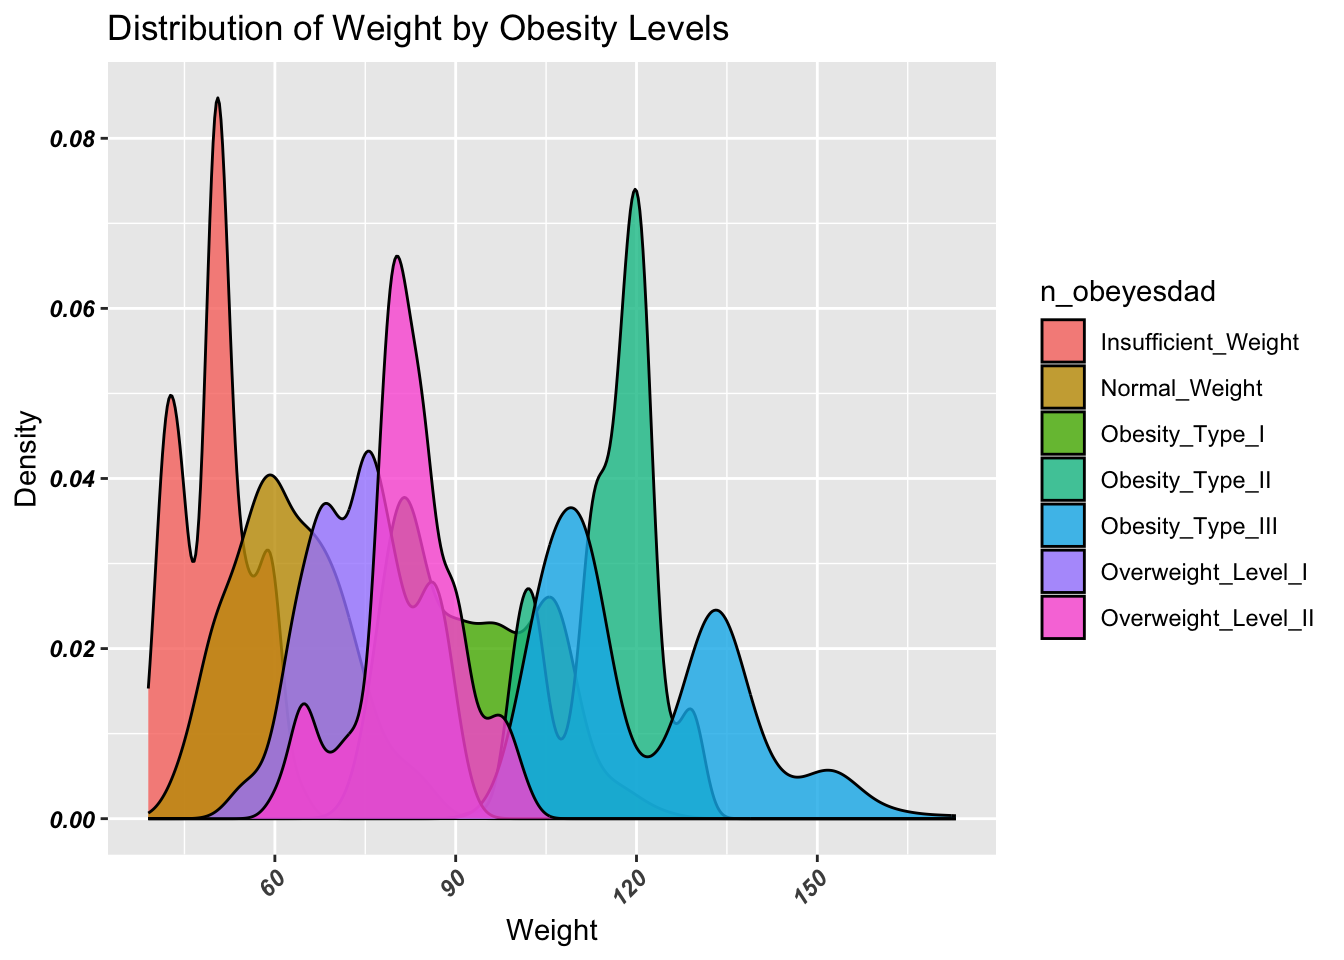 Distribution of Weight by Obesity Levels
0.08
0.06
0.04
0.02
0.00
Density
60
90
120
150
Weight
n_obeyesdad
Insufficient_Weight
Normal_Weight
Obesity_Type_I
Obesity_Type_II
Obesity_Type_III
Overweight_Level_I
Overweight_Level_II